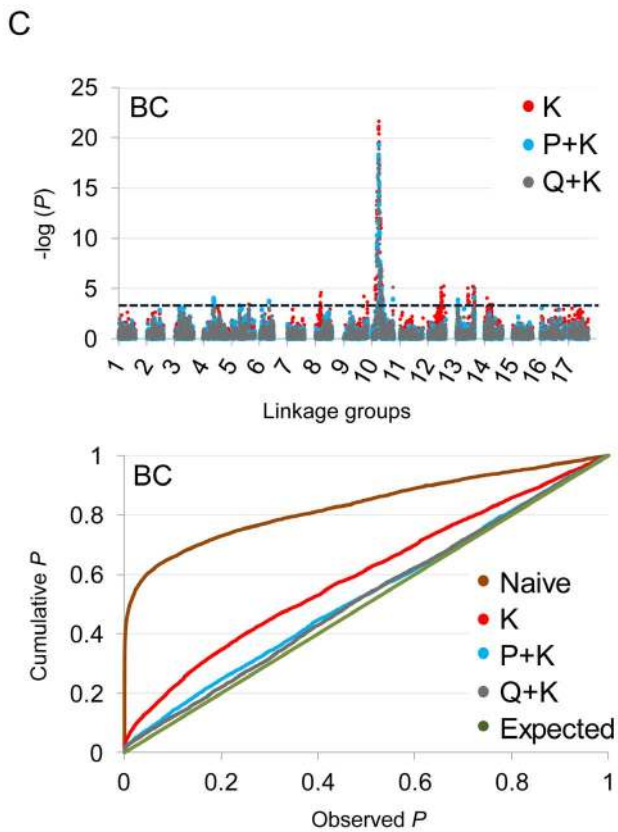 C
BC
K
P+K
Q+K
-log (P)
25
20
15
10
5
0
1 2 3 4 5 6 7 8 9 10 11 12 13 14 15 16 17
Linkage groups
BC
Cumulative P
1
0.8
0.6
0.4
0.2
0
Naive
K
P+K
Q+K
Expected
0 0.2 0.4 0.6 0.8 1
Observed P